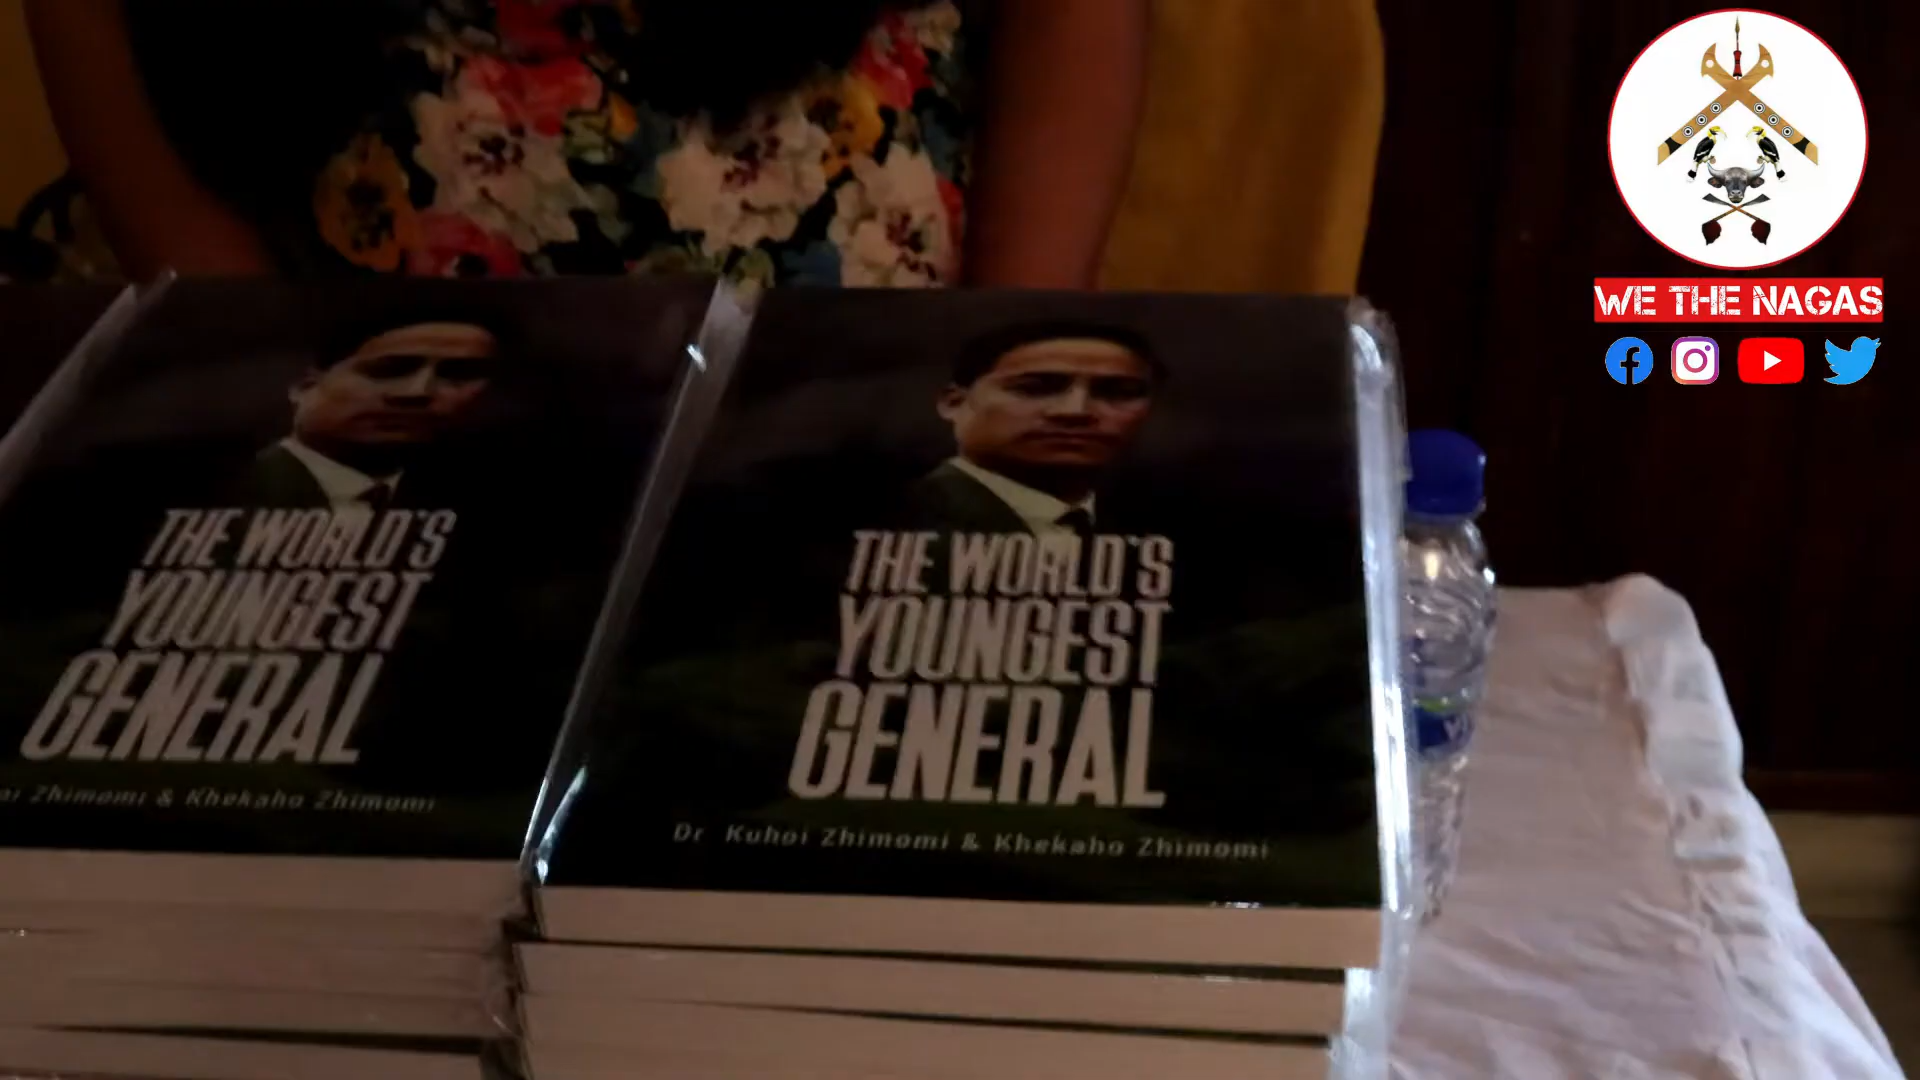 WE THE NAGAS
THE WORLD'S
YOUNGEST
GENERAL
Zhimomi & Khekaho Zhimomi
THE WORLD'S
YOUNGEST
GENERAL
Dr Kuhoi Zhimomi & Khekaho Zhimomi